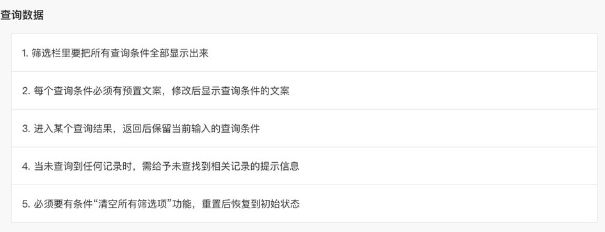 查询数据
1. 筛选栏里要把所有查询条件全部显示出来
2. 每个查询条件必须有预置文案，修改后显示查询条件的文案
3. 进入某个查询结果，返回后保留当前输入的查询条件
4. 当未查询到任何记录时，需给予未查找到相关记录的提示信息
5. 必须要有条件“清空所有筛选项”功能，重置后恢复到初始状态